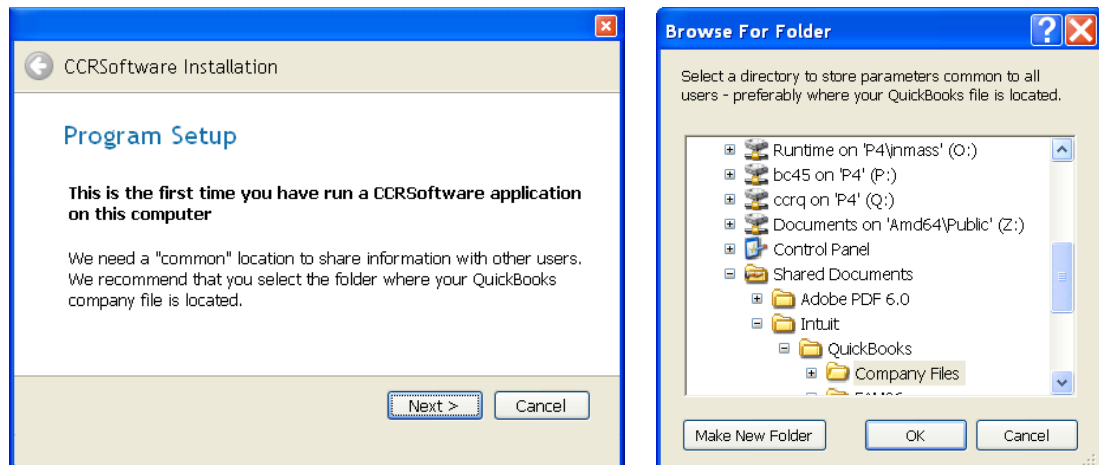 CCRSoftware Installation
Program Setup
This is the first time you have run a CCRSoftware application
on this computer
We need a "common" location to share information with other users.
We recommend that you select the folder where your QuickBooks
company file is located.
Next >
Cancel
Browse For Folder
Select a directory to store parameters common to all
users - preferably where your QuickBooks file is located.
Runtime on 'P4\inmass' (O:)
bc45 on 'P4' (P:)
ccrq on 'P4' (Q:)
Documents on 'Amd64\Public' (Z:)
Control Panel
Shared Documents
Adobe PDF 6.0
Intuit
QuickBooks
Company Files
Make New Folder
OK
Cancel